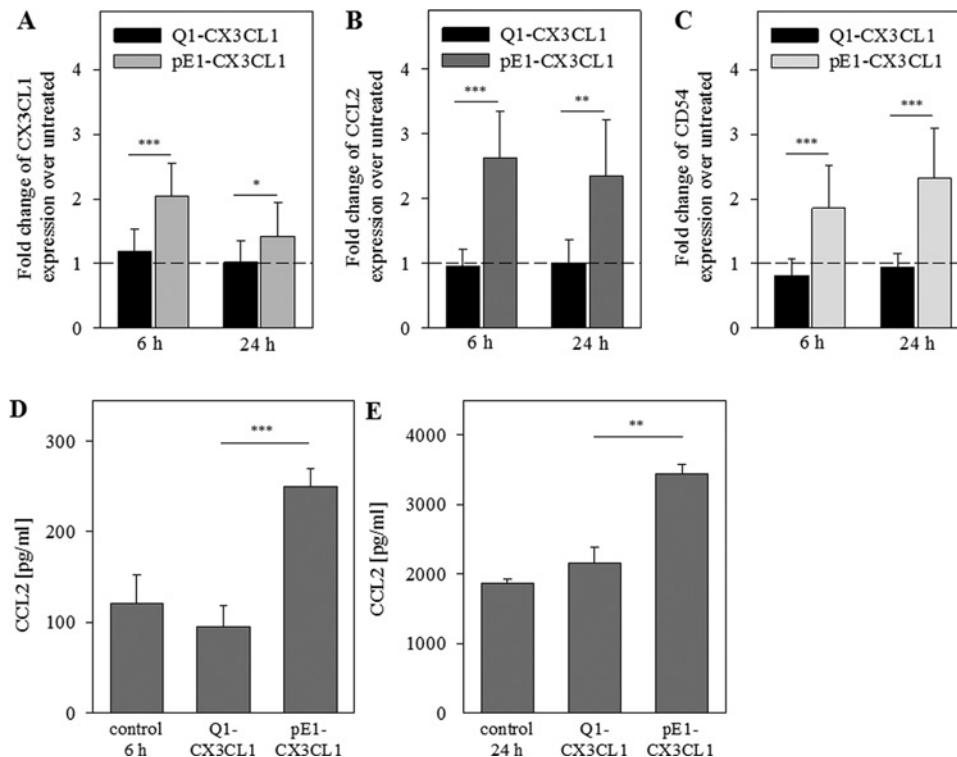 A
Q1-CX3CL1
pE1-CX3CL1
Fold change of CX3CL1
expression over untreated
4
3
2
1
0
***
*
6 h
24 h
B
Q1-CX3CL1
pE1-CX3CL1
Fold change of CCL2
expression over untreated
4
3
2
1
0
***
**
6 h
24 h
C
Q1-CX3CL1
pE1-CX3CL1
Fold change of CD54
expression over untreated
4
3
2
1
0
***
***
6 h
24 h
D
CCL2 [pg/ml]
300
200
100
0
***
control
6 h
Q1-
CX3CL1
pE1-
CX3CL1
E
CCL2 [pg/ml]
4000
3000
2000
1000
0
**
control
24 h
Q1-
CX3CL1
pE1-
CX3CL1